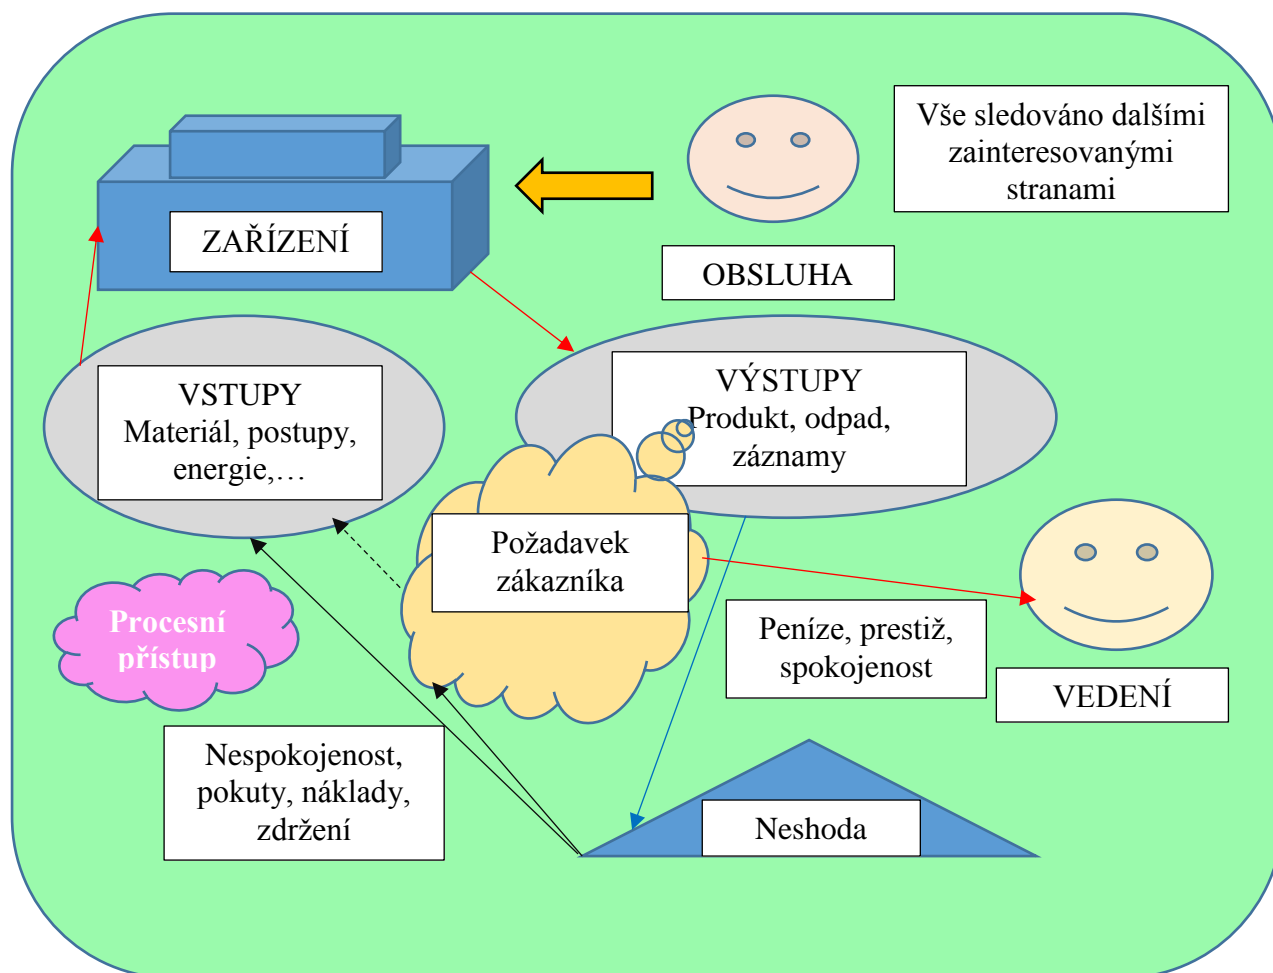 Vše sledováno dalšími
zainteresovanými
stranami
ZAŘÍZENÍ
OBSLUHA
VSTUPY
Materiál, postupy,
energie,…
VÝSTUPY
Produkt, odpad,
záznamy
Požadavek
zákazníka
Procesní
přístup
Peníze, prestiž,
spokojenost
VEDENÍ
Nespokojenost,
pokuty, náklady,
zdržení
Neshoda